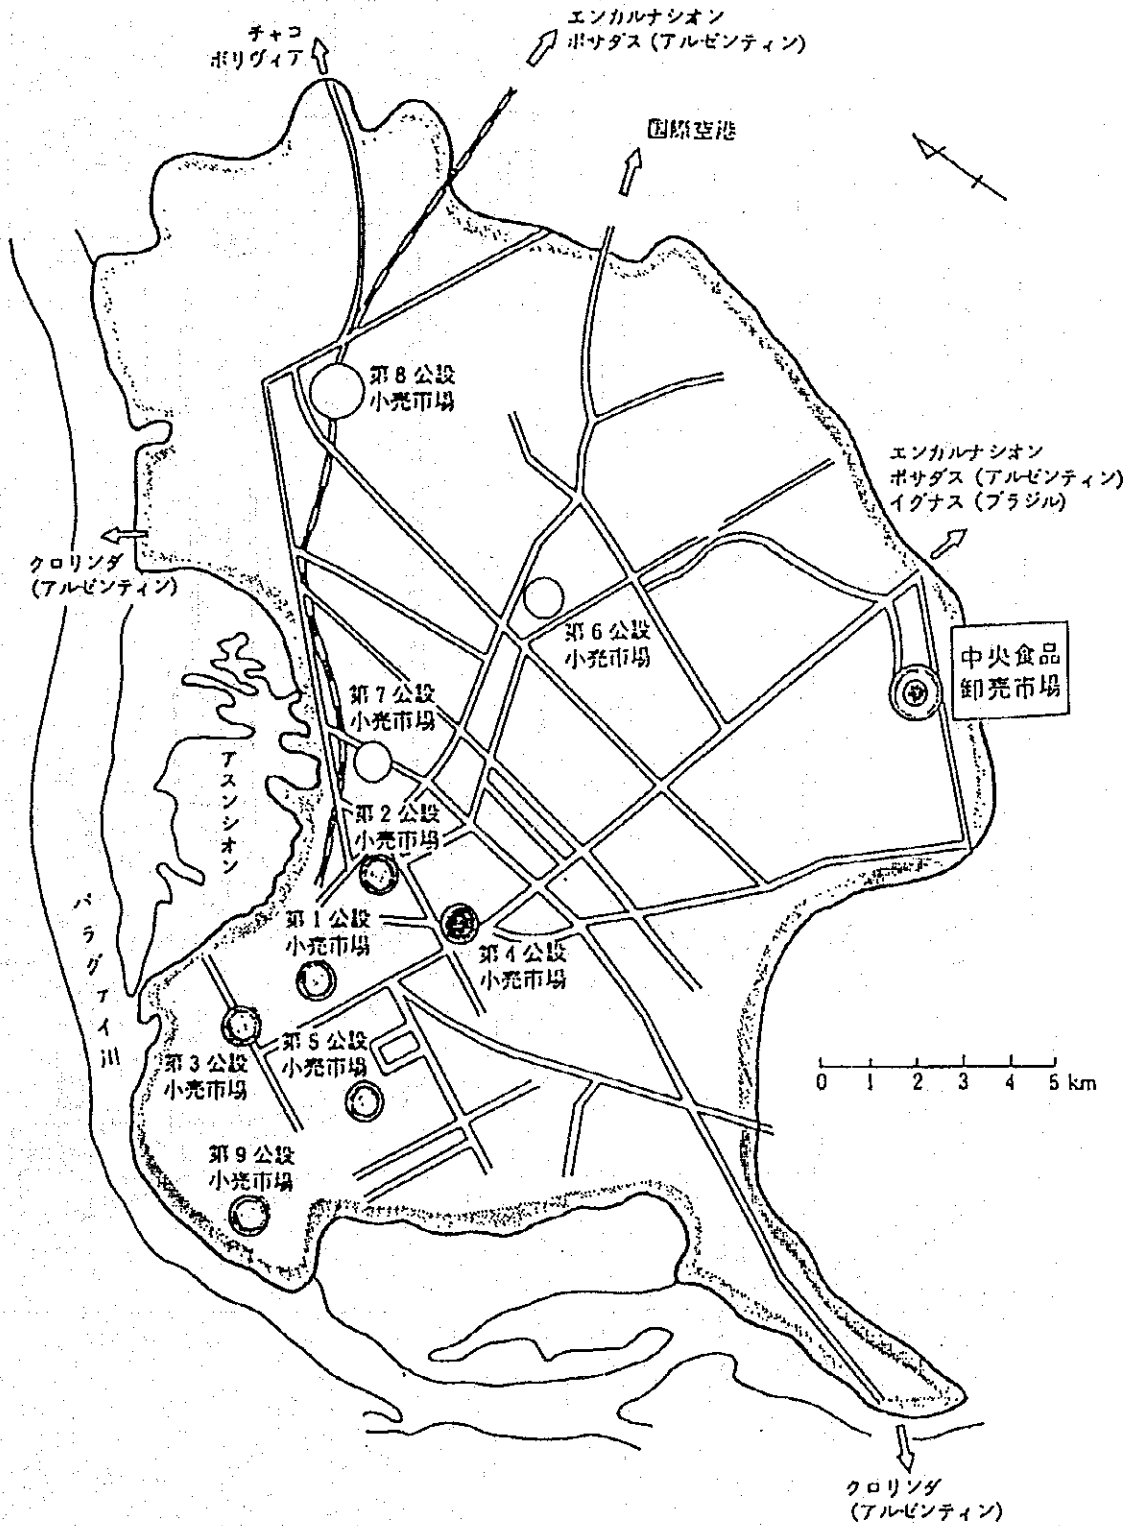 チャコ
ボリヴィア
エンカルナシオン
ポサダス (アルゼンティン)
国際空港
第8公設
小売市場
エンカルナシオン
ポサダス (アルゼンティン)
イグナス (ブラジル)
クロリンダ
(アルゼンティン)
第6公設
小売市場
中央食品
卸売市場
第7公設
小売市場
アスンシオン
第2公設
小売市場
パラグァイ川
第1公設
小売市場
第4公設
小売市場
第3公設
小売市場
第5公設
小売市場
0 1 2 3 4 5 km
第9公設
小売市場
クロリンダ
(アルゼンティン)